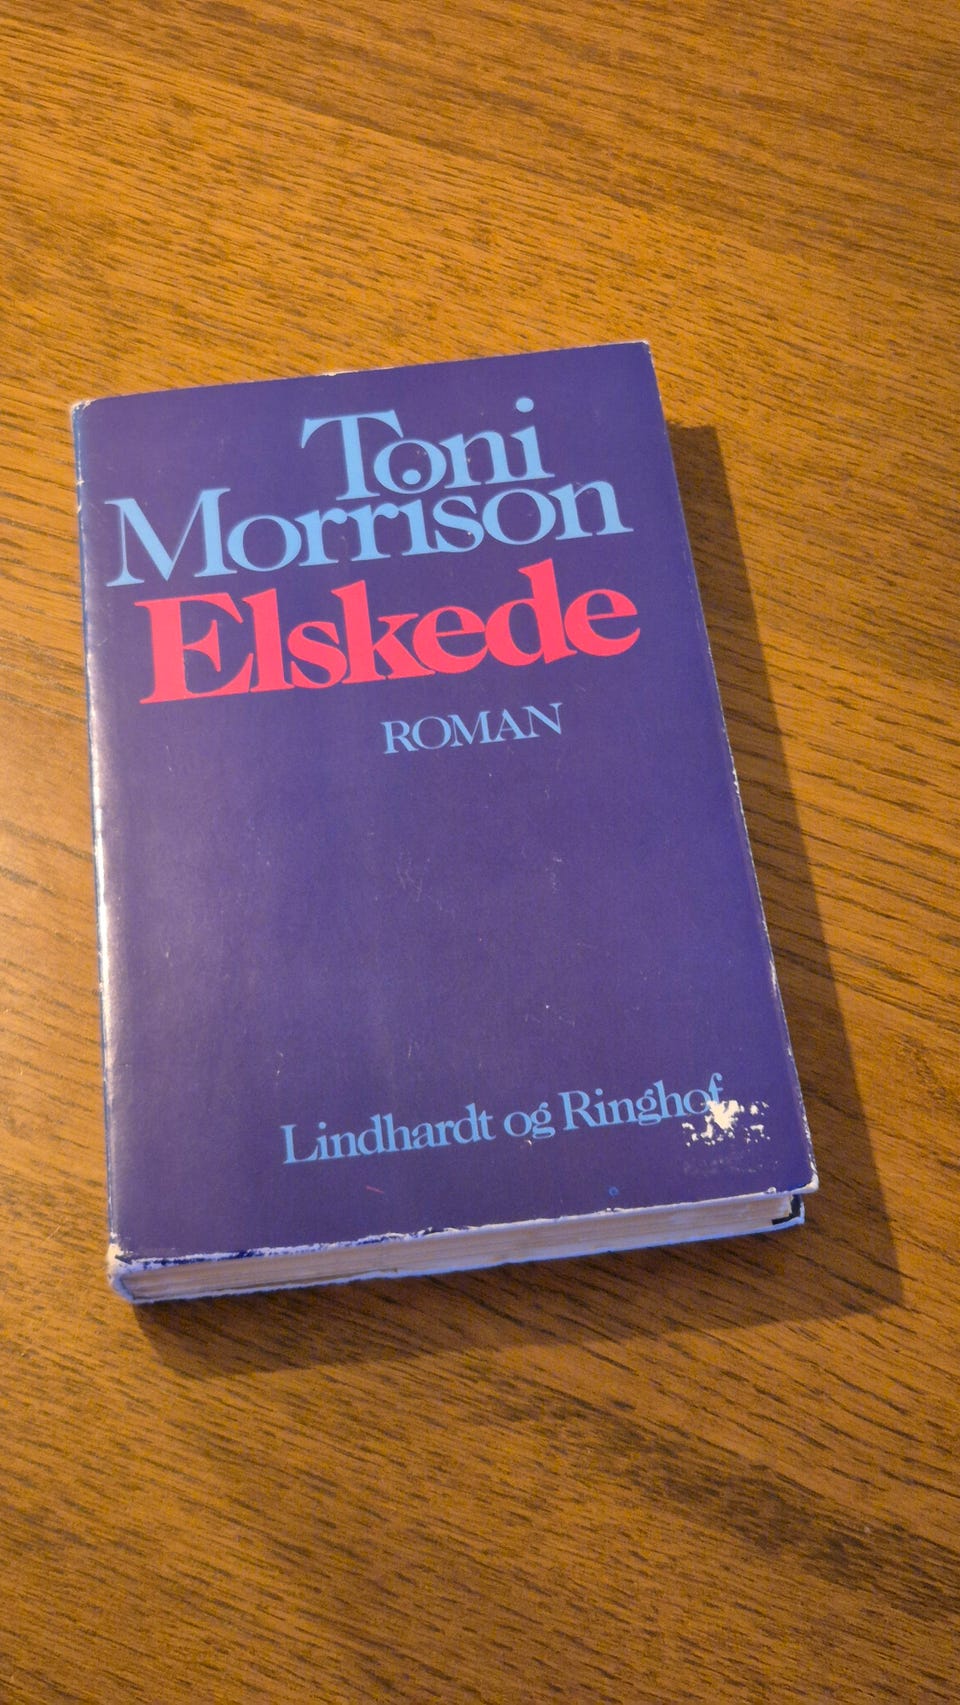 Toni
Morrison
Elskede
ROMAN
Lindhardt og Ringhof